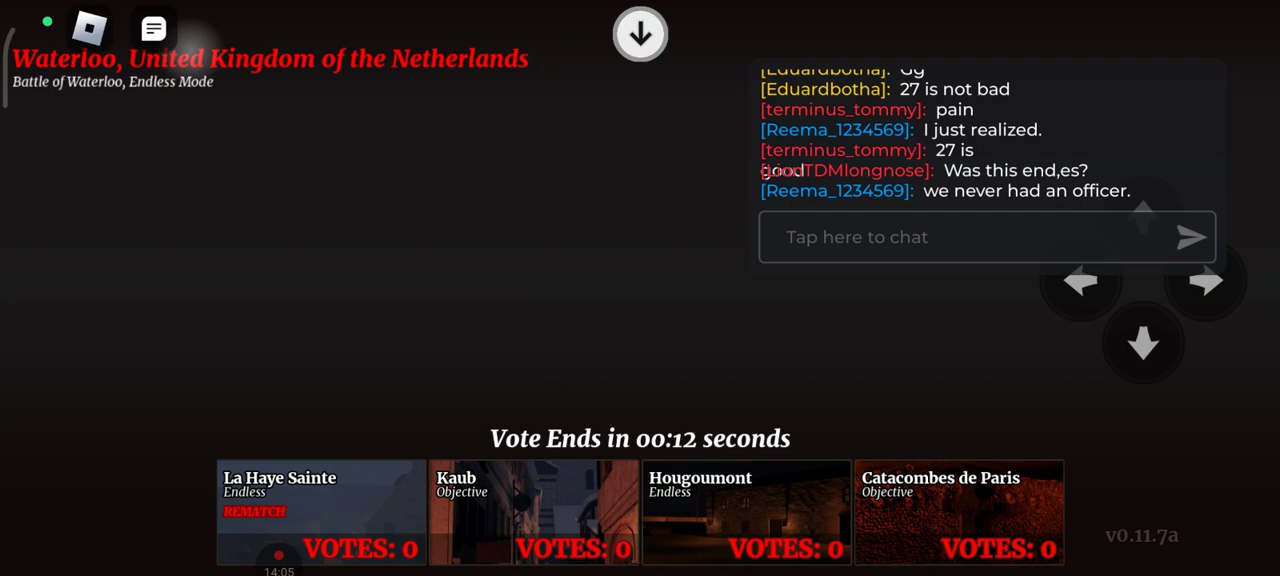 Waterloo, United Kingdom of the Netherlands
Battle of Waterloo, Endless Mode
[Eduardbotha]: Gg
[Eduardbotha]: 27 is not bad
[terminus_tommy]: pain
[Reema_1234569]: I just realized.
[terminus_tommy]: 27 is
good
Was this end,es?
[Reema_1234569]: we never had an officer.
Tap here to chat
Vote Ends in 00:12 seconds
La Haye Sainte
Endless
REMATCH
VOTES: 0
Kaub
Objective
VOTES: 0
Hougoumont
Endless
VOTES: 0
Catacombes de Paris
Objective
VOTES: 0
v0.11.7a
14:05